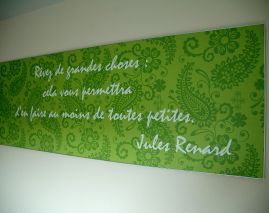 Rêvez de grandes choses :
cela vous permettra
d'en faire au moins de toutes petites.
Jules Renard